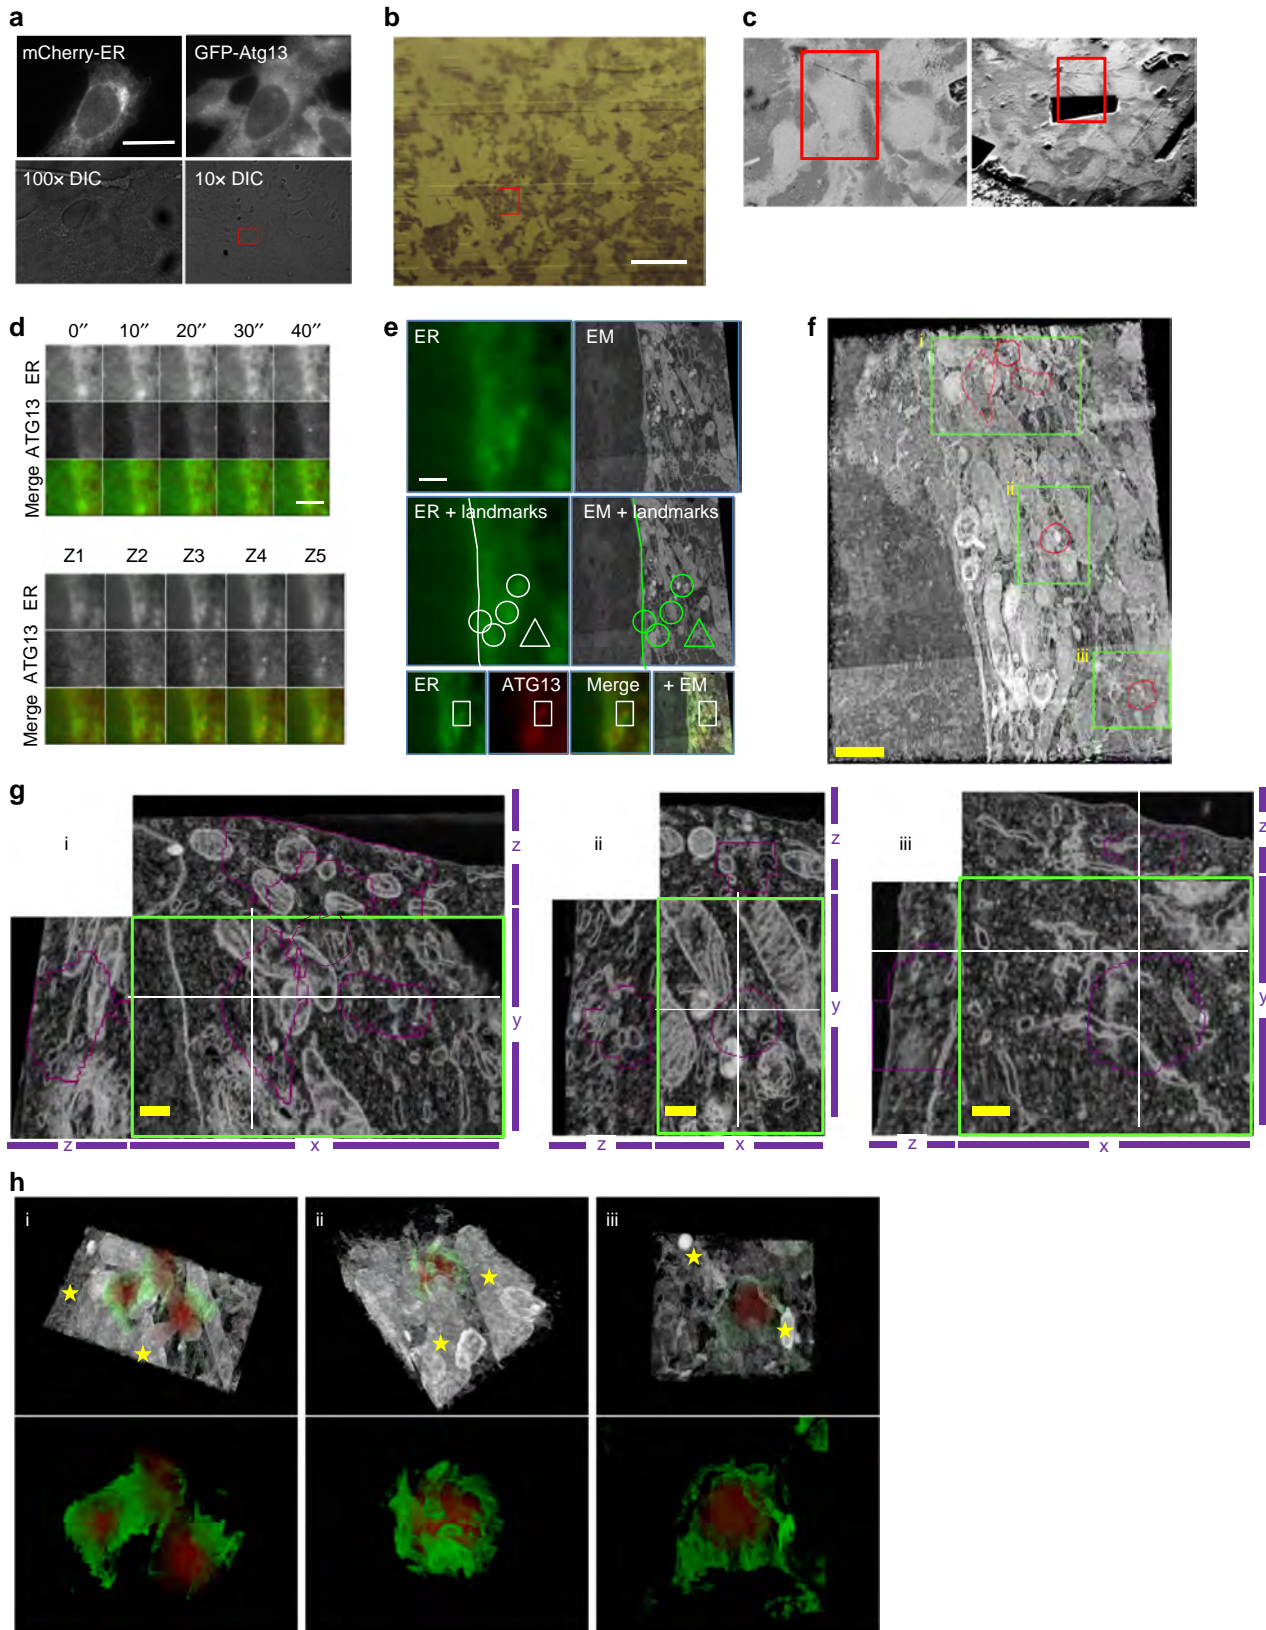 a
mCherry-ER
GFP-Atg13
100× DIC
10× DIC
b
c
d
0″ 10″ 20″ 30″ 40″
ER
ATG13
Merge
Z1 Z2 Z3 Z4 Z5
ER
ATG13
Merge
e
ER
EM
ER + landmarks
EM + landmarks
ER
ATG13
Merge
+ EM
f
i
ii
iii
g
i
z
y
z
x
ii
z
y
z
x
iii
z
y
z
x
h
i
ii
iii